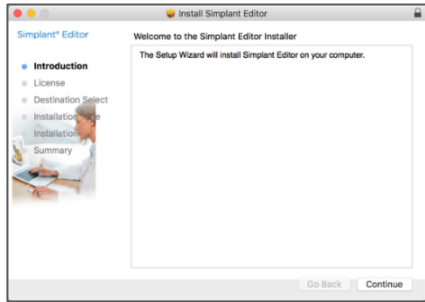 Install Simplant Editor
Simplant® Editor
Welcome to the Simplant Editor Installer
The Setup Wizard will install Simplant Editor on your computer.
Introduction
License
Destination Select
Installation
Installation
Summary
Go Back
Continue